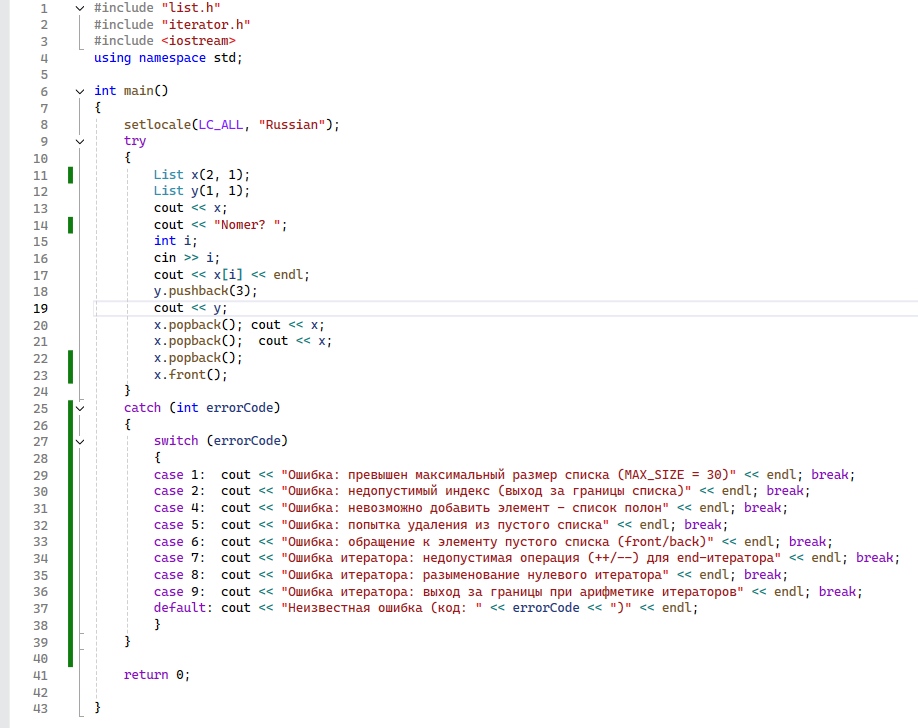 1 #include "list.h"
2 #include "iterator.h"
3 #include <iostream>
4 using namespace std;
5
6 int main()
7 {
8 setlocale(LC_ALL, "Russian");
9 try
10 {
11 List x(2, 1);
12 List y(1, 1);
13 cout << x;
14 cout << "Nomer? ";
15 int i;
16 cin >> i;
17 cout << x[i] << endl;
18 y.pushback(3);
19 cout << y;
20 x.popback(); cout << x;
21 x.popback();  cout << x;
22 x.popback();
23 x.front();
24 }
25 catch (int errorCode)
26 {
27 switch (errorCode)
28 {
29 case 1:  cout << "Ошибка: превышен максимальный размер списка (MAX_SIZE = 30)" << endl; break;
30 case 2:  cout << "Ошибка: недопустимый индекс (выход за границы списка)" << endl; break;
31 case 4:  cout << "Ошибка: невозможно добавить элемент – список полон" << endl; break;
32 case 5:  cout << "Ошибка: попытка удаления из пустого списка" << endl; break;
33 case 6:  cout << "Ошибка: обращение к элементу пустого списка (front/back)" << endl; break;
34 case 7:  cout << "Ошибка итератора: недопустимая операция (++/--) для end-итератора" << endl; break;
35 case 8:  cout << "Ошибка итератора: разыменование нулевого итератора" << endl; break;
36 case 9:  cout << "Ошибка итератора: выход за границы при арифметике итераторов" << endl; break;
37 default: cout << "Неизвестная ошибка (код: " << errorCode << ")" << endl;
38 }
39 }
40
41 return 0;
42
43 }